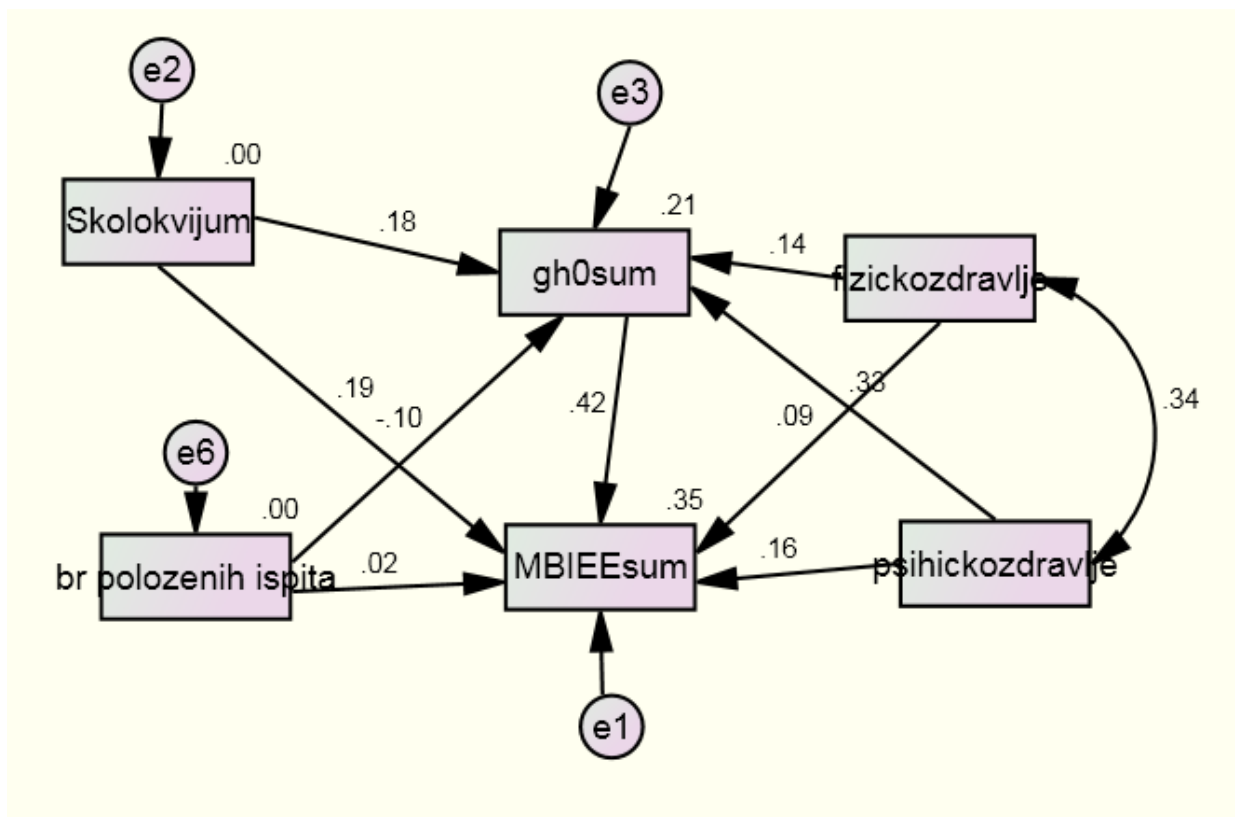 e2
e3
.00
Skolokvijum
.18
.21
gh0sum
.14
fizickozdravlje
.19
-.10
.42
.33
.09
.34
e6
.00
br polozenih ispita
.02
.35
MBIEEsum
.16
psihickozdravlje
e1